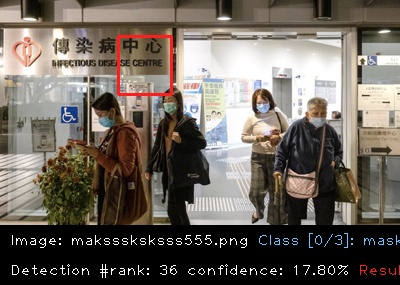 傳染病中心
INFECTIOUS DISEASE CENTRE
Image: maksssksksss555.png Class [0/3]: mask
Detection #rank: 36 confidence: 17.80% Resul